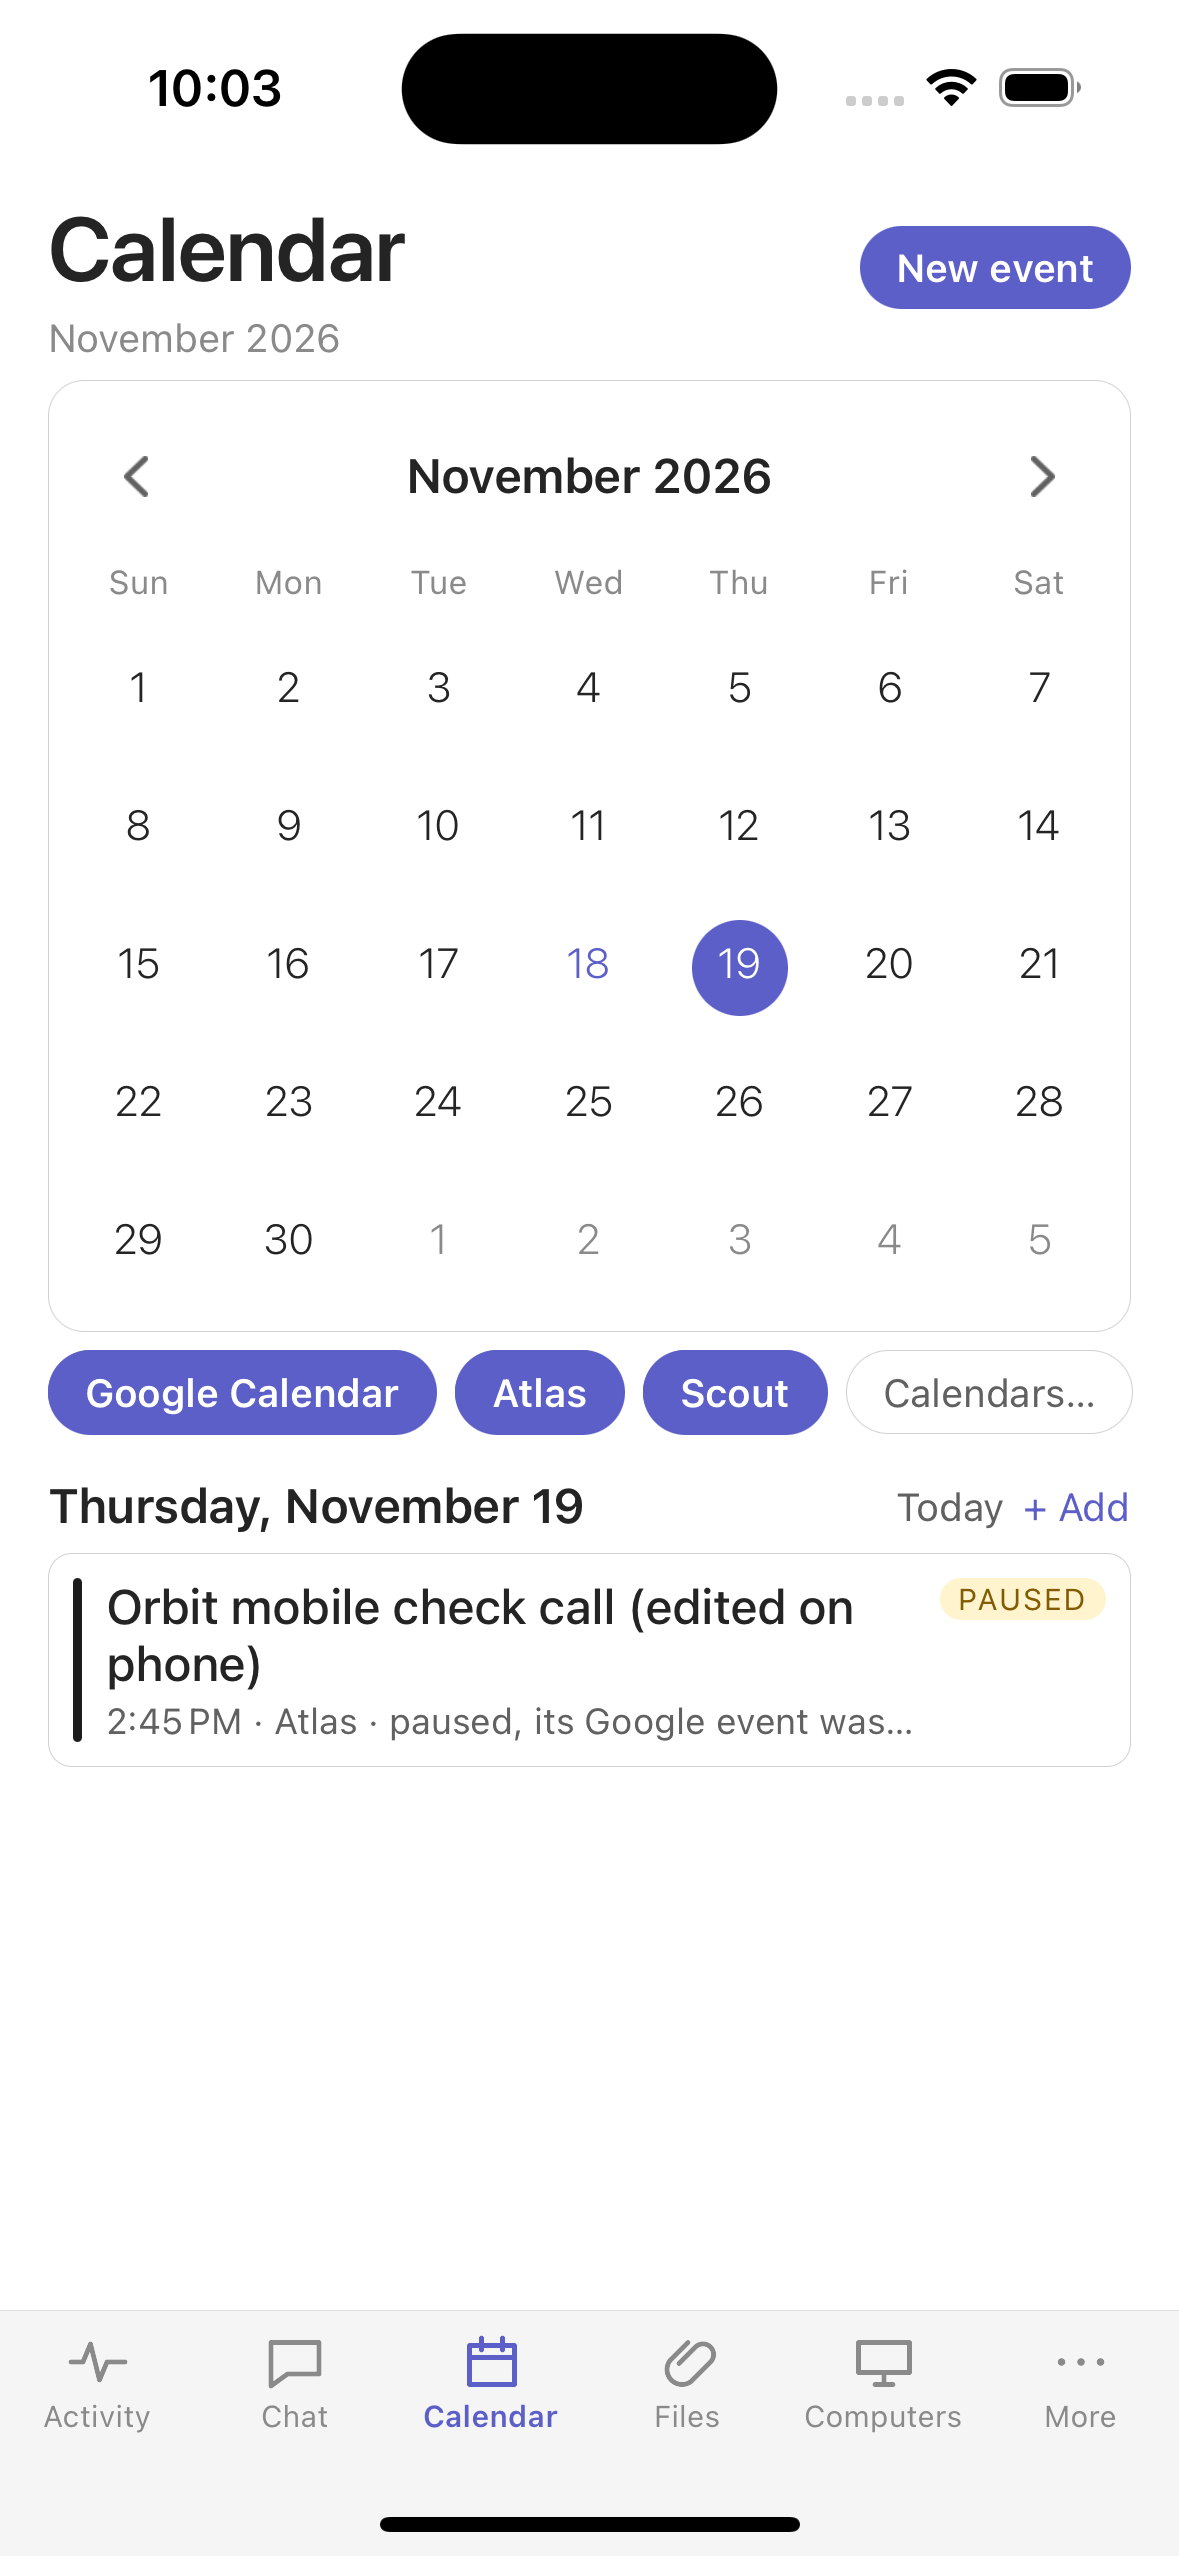 10:03
Calendar
New event
November 2026
November 2026
Sun Mon Tue Wed Thu Fri Sat
1 2 3 4 5 6 7
8 9 10 11 12 13 14
15 16 17 18 19 20 21
22 23 24 25 26 27 28
29 30 1 2 3 4 5
Google Calendar Atlas Scout Calendars...
Thursday, November 19 Today + Add
Orbit mobile check call (edited on
phone)
PAUSED
2:45 PM · Atlas · paused, its Google event was...
Activity Chat Calendar Files Computers More